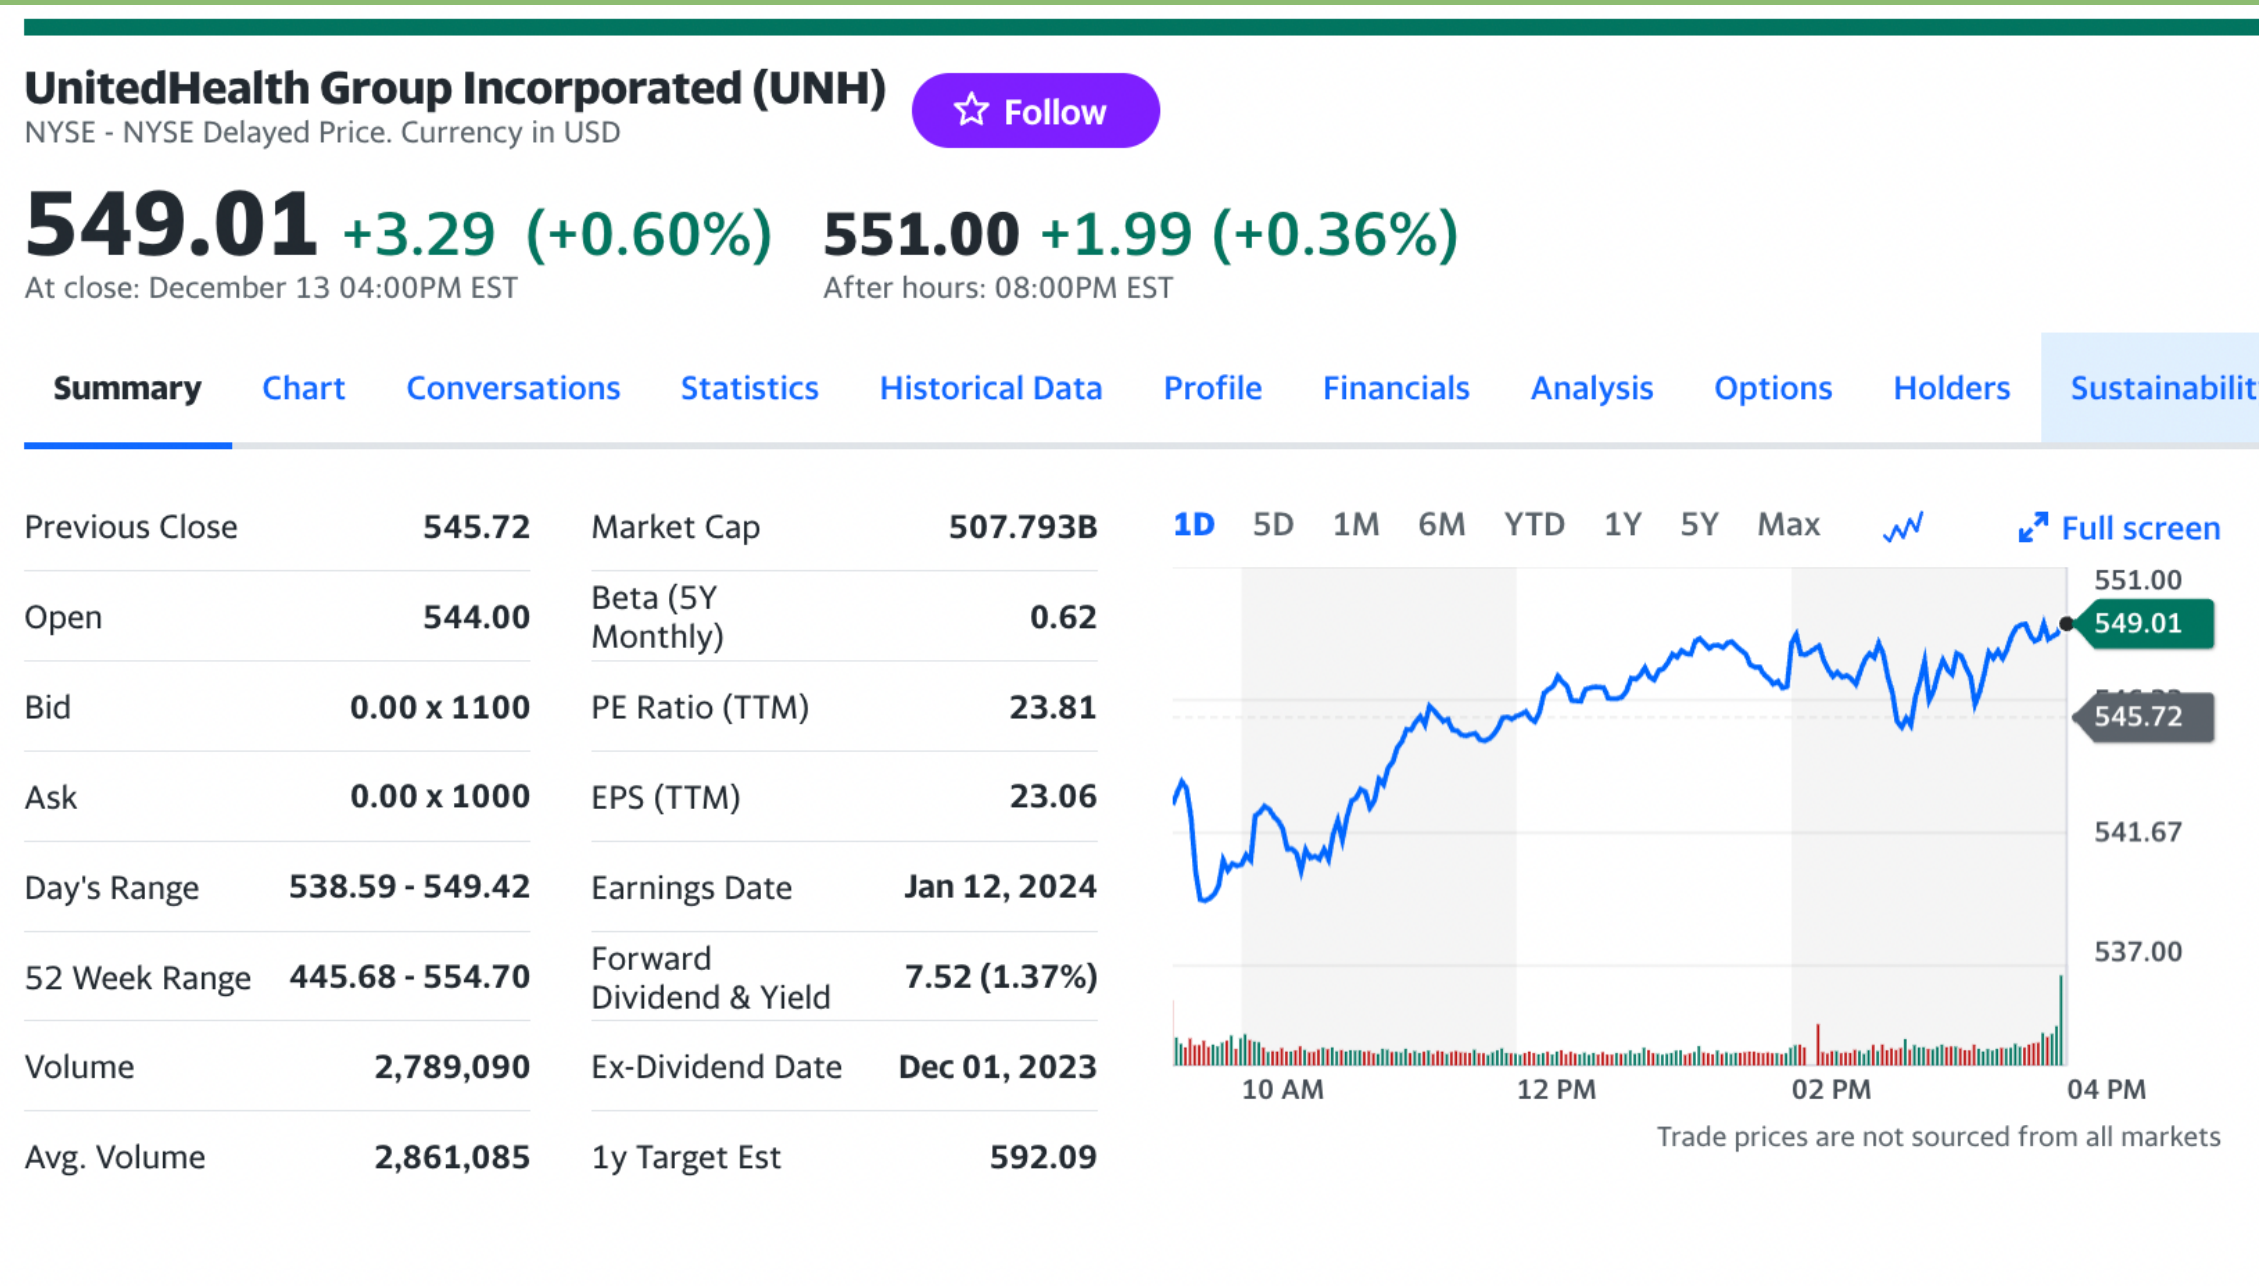 UnitedHealth Group Incorporated (UNH)
Follow
NYSE - NYSE Delayed Price. Currency in USD
549.01 +3.29 (+0.60%) 551.00 +1.99 (+0.36%)
At close: December 13 04:00PM EST After hours: 08:00PM EST
Summary Chart Conversations Statistics Historical Data Profile Financials Analysis Options Holders
Previous Close 545.72
Open 544.00
Bid 0.00 x 1100
Ask 0.00 x 1000
Day's Range 538.59 - 549.42
52 Week Range 445.68 - 554.70
Volume 2,789,090
Avg. Volume 2,861,085
Market Cap 507.793B
Beta (5Y
Monthly) 0.62
PE Ratio (TTM) 23.81
EPS (TTM) 23.06
Earnings Date Jan 12, 2024
Forward
Dividend & Yield 7.52 (1.37%)
Ex-Dividend Date Dec 01, 2023
1y Target Est 592.09
1D 5D 1M 6M YTD 1Y 5Y Max Full screen
551.00
549.01
545.72
541.67
537.00
10 AM 12 PM 02 PM 04 PM
Trade prices are not sourced from all markets